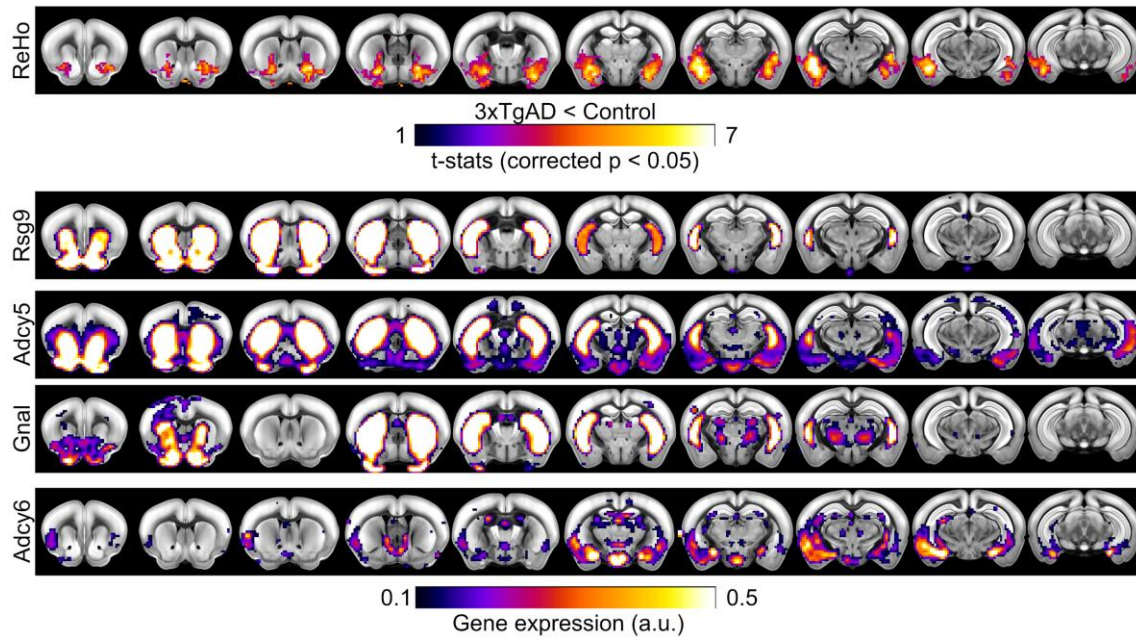 ReHo
3xTgAD < Control
1 7
t-stats (corrected p < 0.05)
Rsg9
Adcy5
Gnal
Adcy6
0.1 0.5
Gene expression (a.u.)